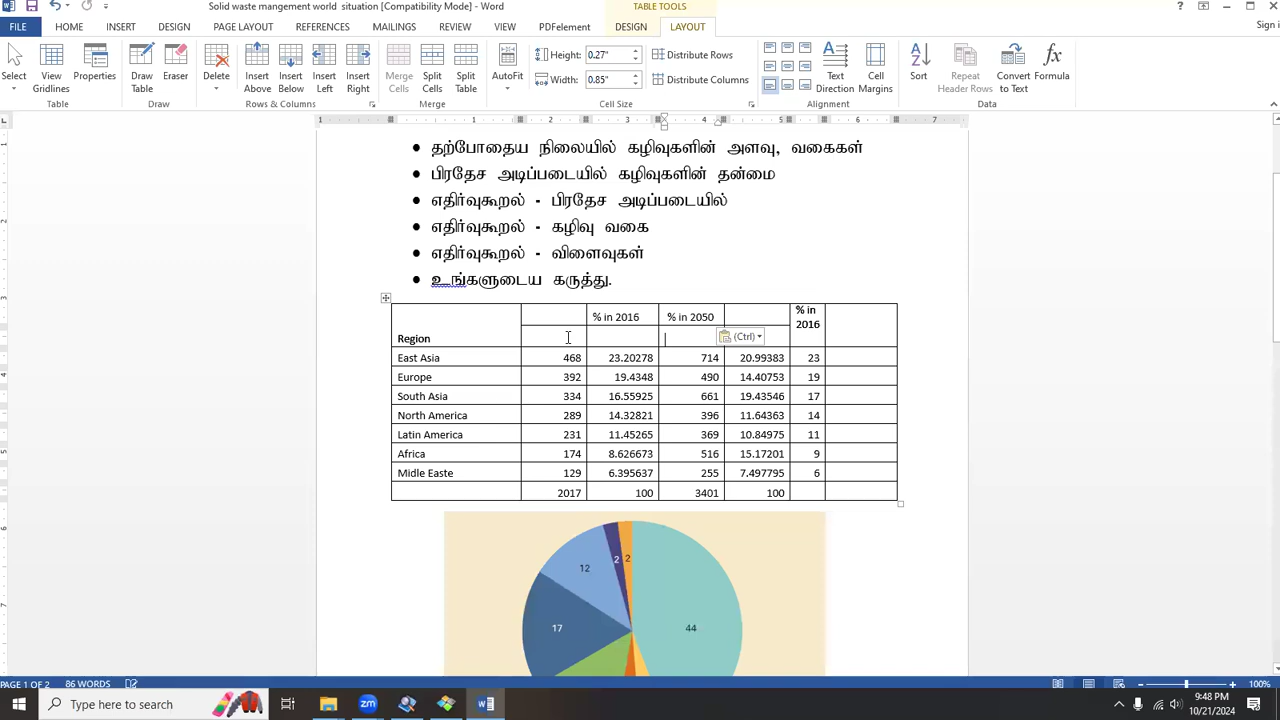 Solid waste mangement world  situation [Compatibility Mode] - Word
TABLE TOOLS
?
FILE
HOME
INSERT
DESIGN
PAGE LAYOUT
REFERENCES
MAILINGS
REVIEW
VIEW
PDFelement
DESIGN
LAYOUT
Sign i
Select
View Gridlines
Properties
Draw Table
Eraser
Delete
Insert Above
Insert Below
Insert Left
Insert Right
Merge Cells
Split Cells
Split Table
AutoFit
Height: 0.27"
Width: 0.85"
Distribute Rows
Distribute Columns
Text Direction
Cell Margins
Sort
Repeat Header Rows
Convert to Text
Formula
Table
Draw
Rows & Columns
Merge
Cell Size
Alignment
Data
1 1 2 3 4 5 6 7
• தற்போதைய நிலையில் கழிவுகளின் அளவு, வகைகள்
• பிரதேச அடிப்படையில் கழிவுகளின் தன்மை
• எதிர்வுகூறல் - பிரதேச அடிப்படையில்
• எதிர்வுகூறல் - கழிவு வகை
• எதிர்வுகூறல் - விளைவுகள்
• உங்களுடைய கருத்து.
% in 2016 % in 2050 % in 2016
Region (Ctrl)
East Asia 468 23.20278 714 20.99383 23
Europe 392 19.4348 490 14.40753 19
South Asia 334 16.55925 661 19.43546 17
North America 289 14.32821 396 11.64363 14
Latin America 231 11.45265 369 10.84975 11
Africa 174 8.626673 516 15.17201 9
Midle Easte 129 6.395637 255 7.497795 6
2017 100 3401 100
12 2 2
17 44
PAGE 1 OF 2 86 WORDS 100%
Type here to search
9:48 PM
10/21/2024